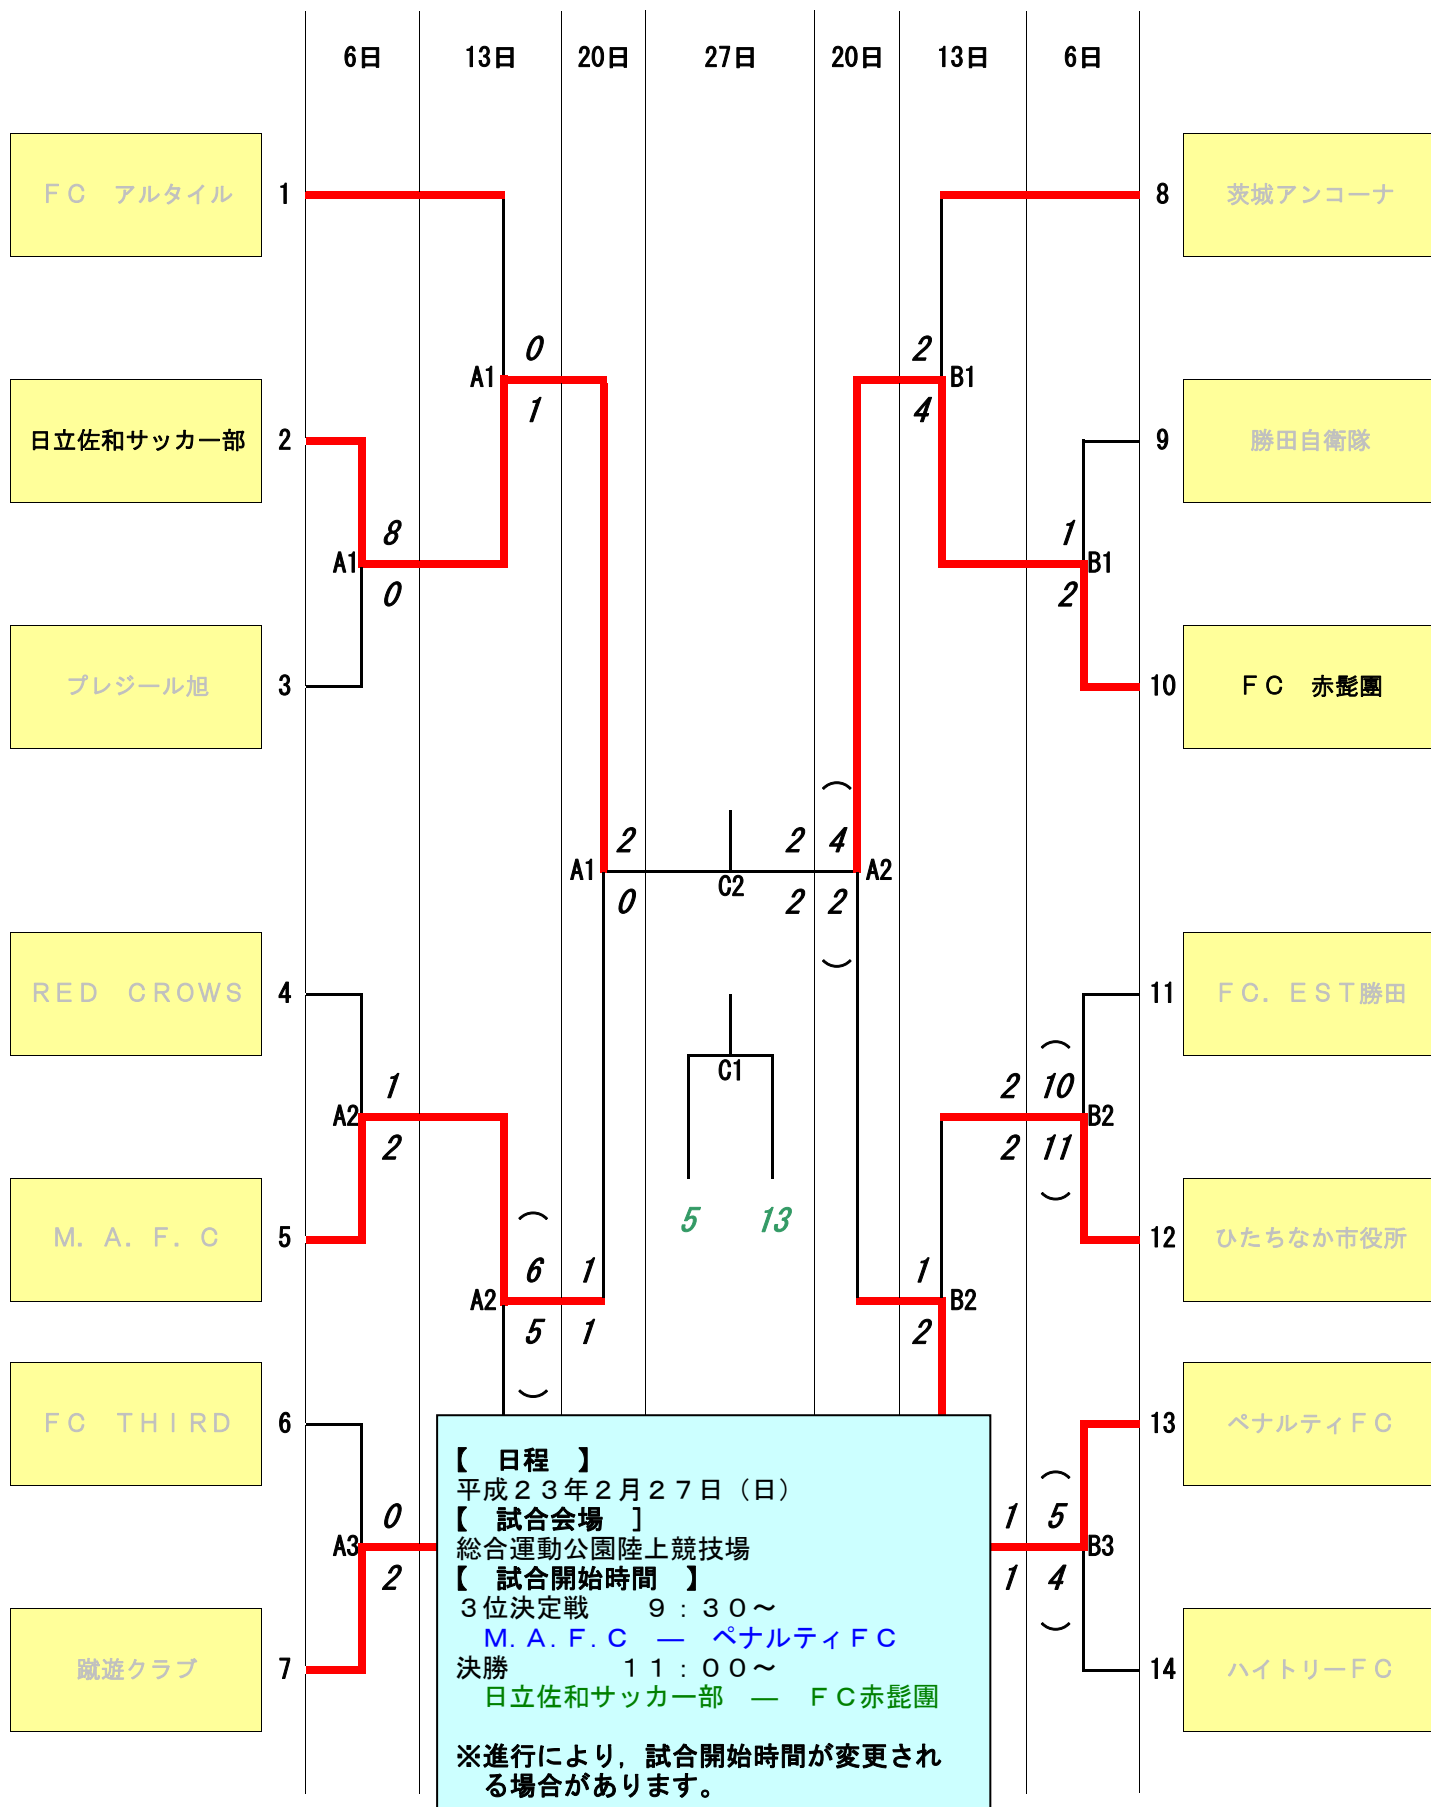 6日 13日 20日 27日 20日 13日 6日
ＦＣ　アルタイル 1
8 茨城アンコーナ
0 2
A1 B1
1 4
日立佐和サッカー部 2
9 勝田自衛隊
8 1
A1 B1
0 2
プレジール旭 3
10 ＦＣ　赤髭團
2 2 (4
A1 C2 A2
0 2 2)
RED　CROWS 4
11 ＦＣ．ＥＳＴ勝田
C1
1 2 (10
A2 B2
2 2 11)
5 13
Ｍ．Ａ．Ｆ．Ｃ 5
12 ひたちなか市役所
(6 1 1
A2 B2
5) 1 2
ＦＣ　ＴＨＩＲＤ 6
13 ペナルティＦＣ
0 1 (5
A3 B3
2 1 4)
蹴遊クラブ 7
14 ハイトリーＦＣ
【　日程　】
平成２３年２月２７日（日）
【　試合会場　］
総合運動公園陸上競技場
【　試合開始時間　】
３位決定戦　　９：３０～
Ｍ．Ａ．Ｆ．Ｃ　―　ペナルティＦＣ
決勝　　　　１１：００～
日立佐和サッカー部　―　ＦＣ赤髭團
※進行により，試合開始時間が変更され
る場合があります。